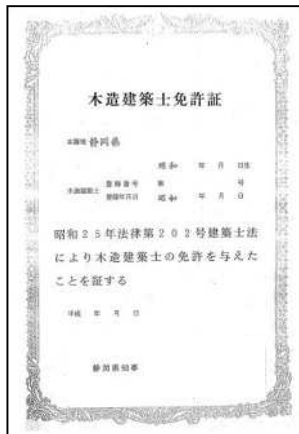 木造建築士免許証
本籍地 静岡県
昭和 年 月 日生
登録番号 第 号
木造建築士
登録年月日 昭和 年 月 日
昭和25年法律第202号建築士法
により木造建築士の免許を与えた
ことを証する
平成 年 月 日
静岡県知事